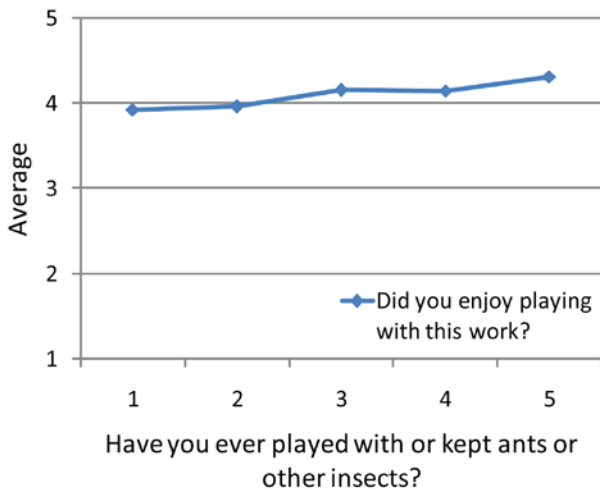 5
4
3
2
1
Average
Did you enjoy playing
with this work?
1 2 3 4 5
Have you ever played with or kept ants or
other insects?